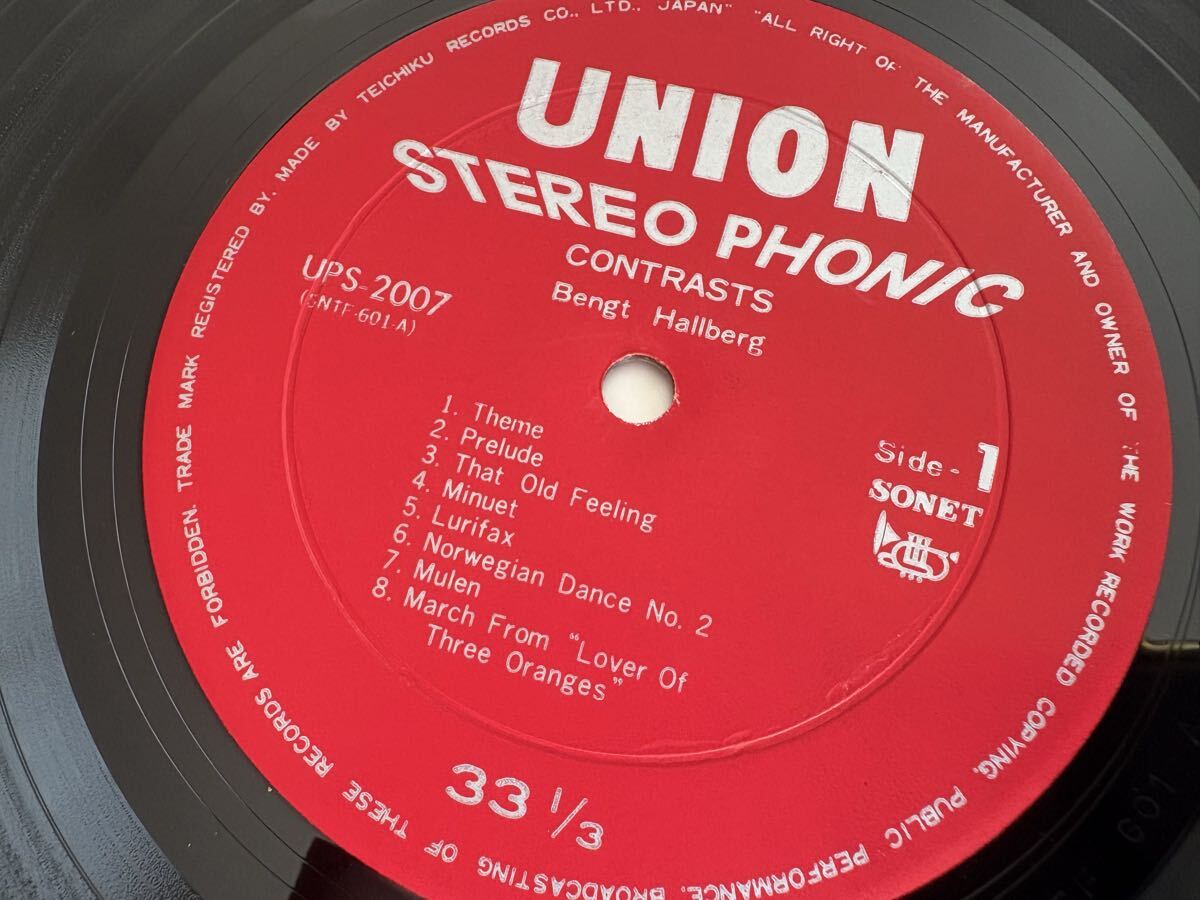 UNION
STEREO PHONIC
CONTRASTS
Bengt Hallberg
UPS-2007
(SNTF-601-A)
1. Theme
2. Prelude
3. That Old Feeling
4. Minuet
5. Lurifax
6. Norwegian Dance No. 2
7. Mulen
8. March From "Lover Of
Three Oranges"
Side-1
SONET
33 1/3
TRADE MARK REGISTERED BY. MADE BY TEICHIKU RECORDS CO., LTD., JAPAN" "ALL RIGHT OF THE MANUFACTURER AND OWNER OF THE WORK RECORDED COPYING, PUBLIC PERFORMANCE, BROADCASTING OF THESE RECORDS ARE FORBIDDEN.